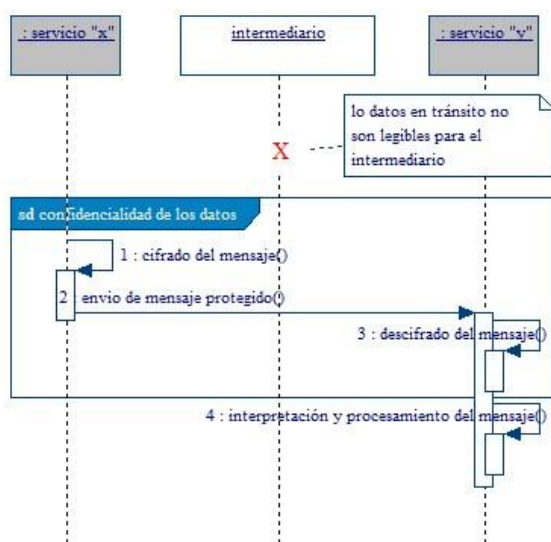 : servicio "x"
intermediario
: servicio "y"
lo datos en tránsito no
son legibles para el
intermediario
X
sd confidencialidad de los datos
1 : cifrado del mensaje()
2 : envio de mensaje protegido()
3 : descifrado del mensaje()
4 : interpretación y procesamiento del mensaje()